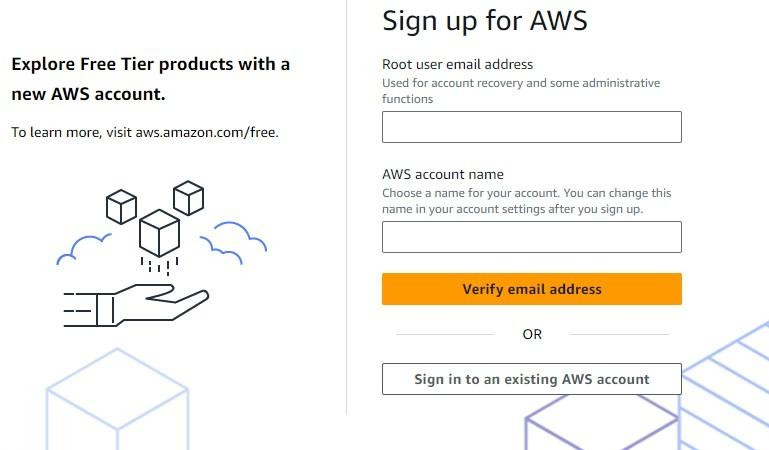 Explore Free Tier products with a
new AWS account.
To learn more, visit aws.amazon.com/free.
Sign up for AWS
Root user email address
Used for account recovery and some administrative
functions
AWS account name
Choose a name for your account. You can change this
name in your account settings after you sign up.
Verify email address
OR
Sign in to an existing AWS account